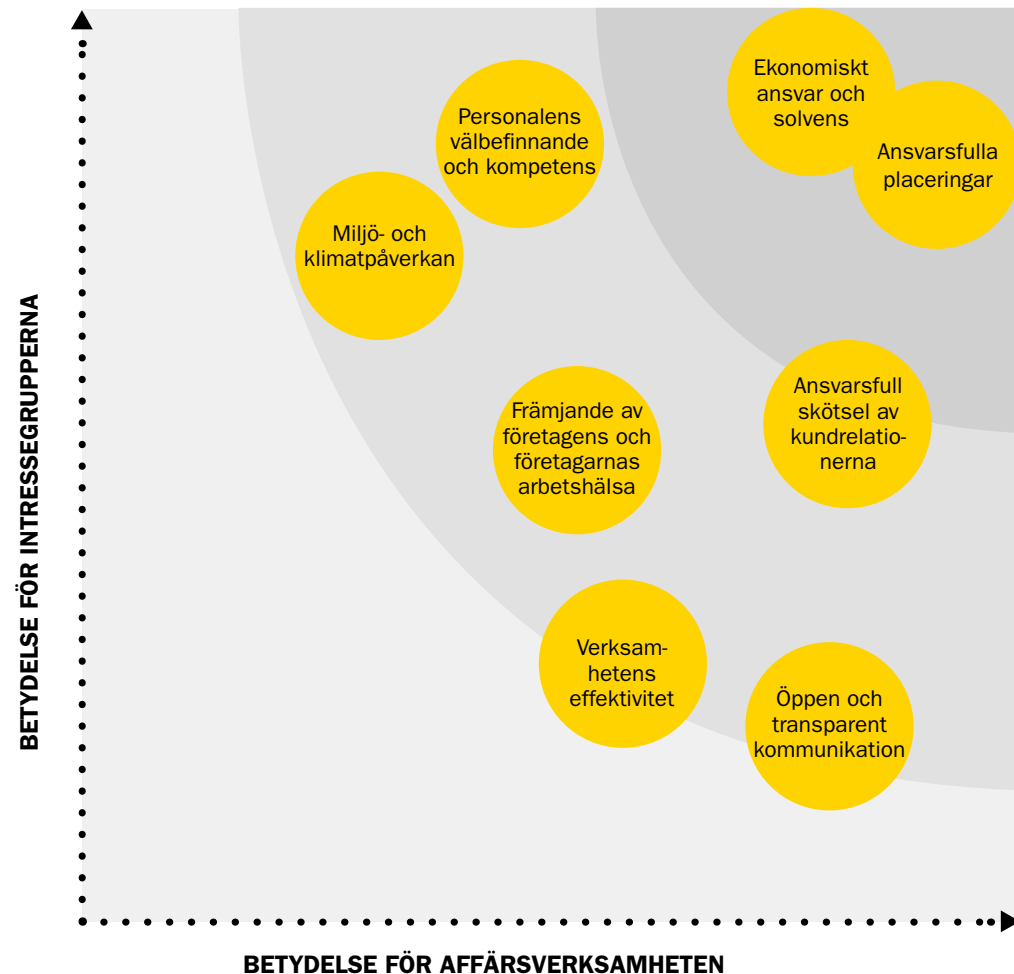 Ekonomiskt
ansvar och
solvens
Personalens
välbefinnande
och kompetens
Ansvarsfulla
placeringar
Miljö- och
klimatpåverkan
Ansvarsfull
skötsel av
kundrelatio-
nerna
Främjande av
företagens och
företagarnas
arbetshälsa
Verksam-
hetens
effektivitet
Öppen och
transparent
kommunikation
BETYDELSE FÖR INTRESSEGRUPPERNA
BETYDELSE FÖR AFFÄRSVERKSAMHETEN